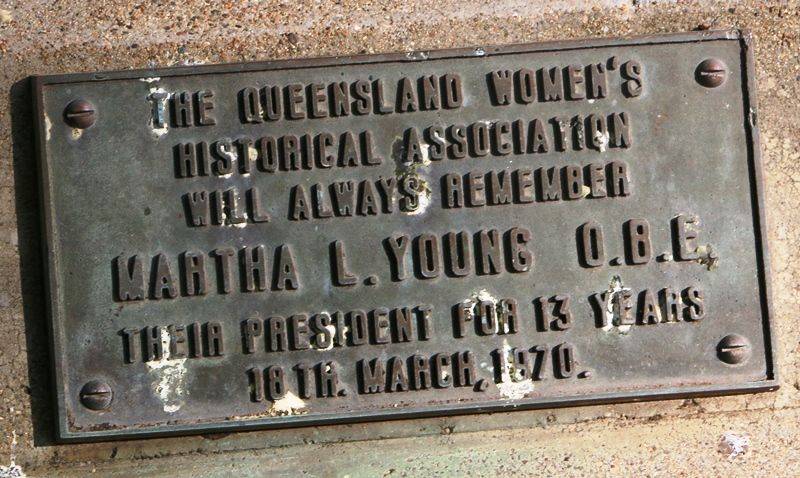 THE QUEENSLAND WOMEN'S
HISTORICAL ASSOCIATION
WILL ALWAYS REMEMBER
MARTHA L. YOUNG O.B.E.
THEIR PRESIDENT FOR 13 YEARS
18TH. MARCH, 1970.